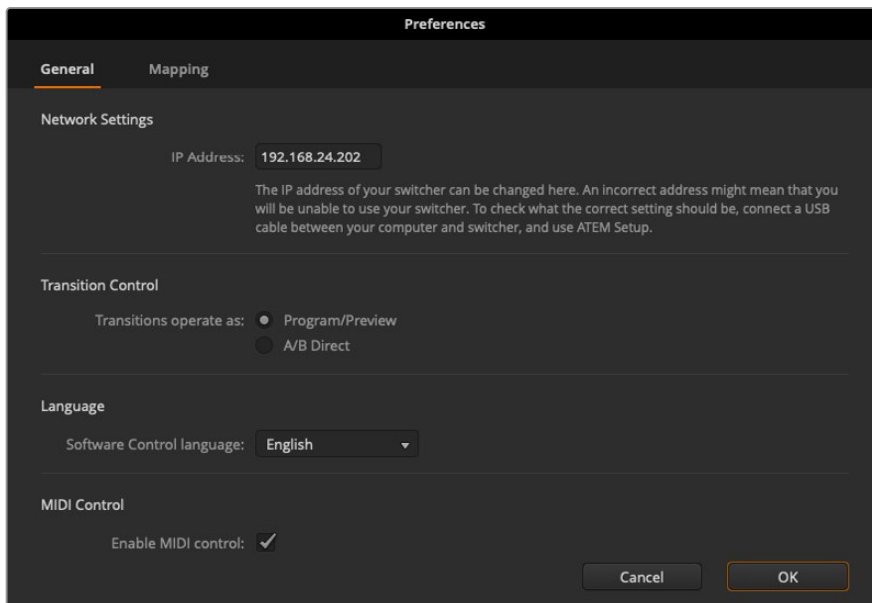 Preferences
General Mapping
Network Settings
IP Address: 192.168.24.202
The IP address of your switcher can be changed here. An incorrect address might mean that you
will be unable to use your switcher. To check what the correct setting should be, connect a USB
cable between your computer and switcher, and use ATEM Setup.
Transition Control
Transitions operate as: Program/Preview
A/B Direct
Language
Software Control language: English
MIDI Control
Enable MIDI control:
Cancel OK